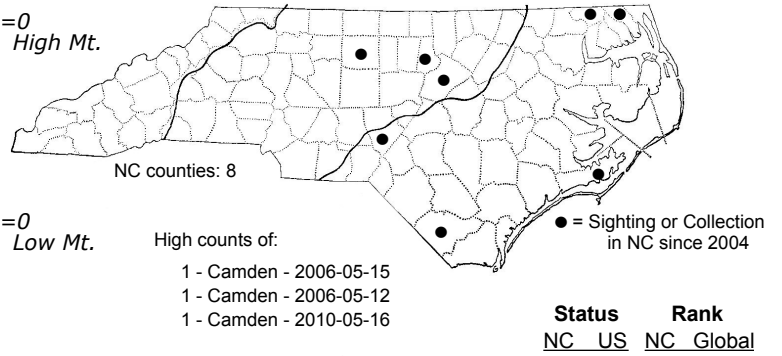 =0
High Mt.
NC counties: 8
=0
Low Mt.
High counts of:
1 - Camden - 2006-05-15
1 - Camden - 2006-05-12
1 - Camden - 2010-05-16
● = Sighting or Collection
in NC since 2004
Status Rank
NC US NC Global